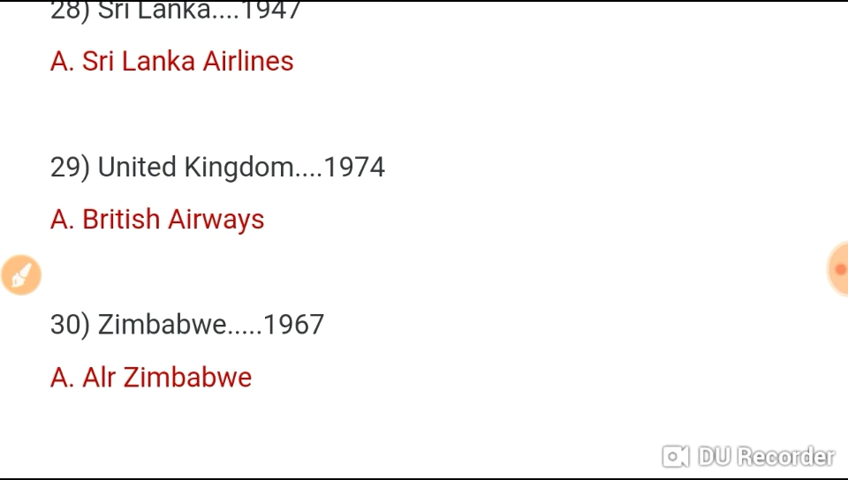 28) Sri Lanka....1947
A. Sri Lanka Airlines
29) United Kingdom....1974
A. British Airways
30) Zimbabwe.....1967
A. Alr Zimbabwe
DU Recorder